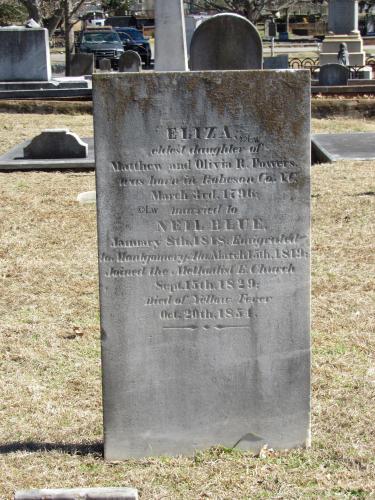 ELIZA,
eldest daughter of
Matthew and Olivia R. Powers,
was born in Robeson Co. N.C.
March 3rd, 1796;
married to
NEIL BLUE,
January 8th, 1818; Emigrated
to Montgomery, Ala. March 15th, 1819;
Joined the Methodist E. Church
Sept. 15th, 1829;
died of Yellow Fever
Oct. 20th, 1854.
©Lw